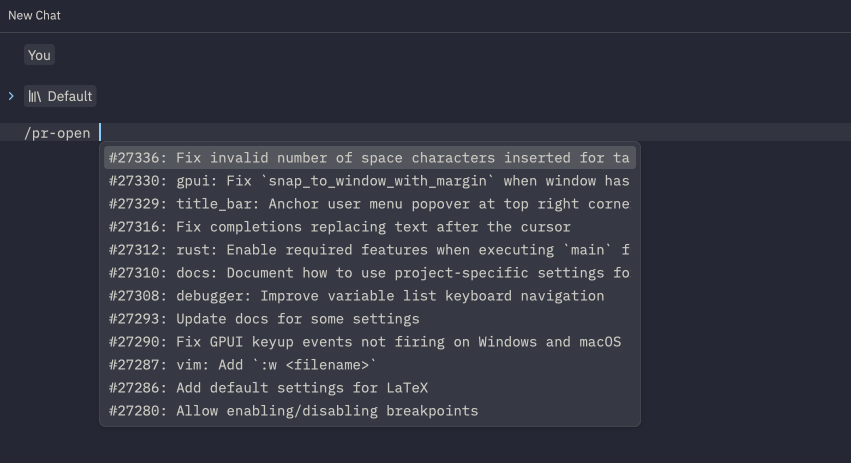 New Chat
You
Default
/pr-open
#27336: Fix invalid number of space characters inserted for ta
#27330: gpui: Fix `snap_to_window_with_margin` when window has
#27329: title_bar: Anchor user menu popover at top right corne
#27316: Fix completions replacing text after the cursor
#27312: rust: Enable required features when executing `main` f
#27310: docs: Document how to use project-specific settings fo
#27308: debugger: Improve variable list keyboard navigation
#27293: Update docs for some settings
#27290: Fix GPUI keyup events not firing on Windows and macOS
#27287: vim: Add `:w <filename>`
#27286: Add default settings for LaTeX
#27280: Allow enabling/disabling breakpoints